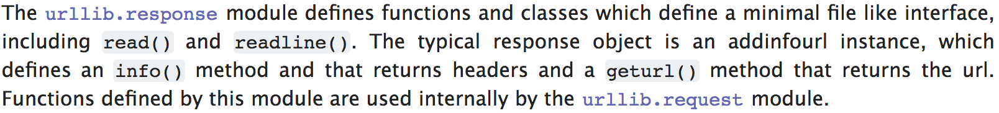 The urllib.response module defines functions and classes which define a minimal file like interface,
including read() and readline(). The typical response object is an addinfourl instance, which
defines an info() method and that returns headers and a geturl() method that returns the url.
Functions defined by this module are used internally by the urllib.request module.